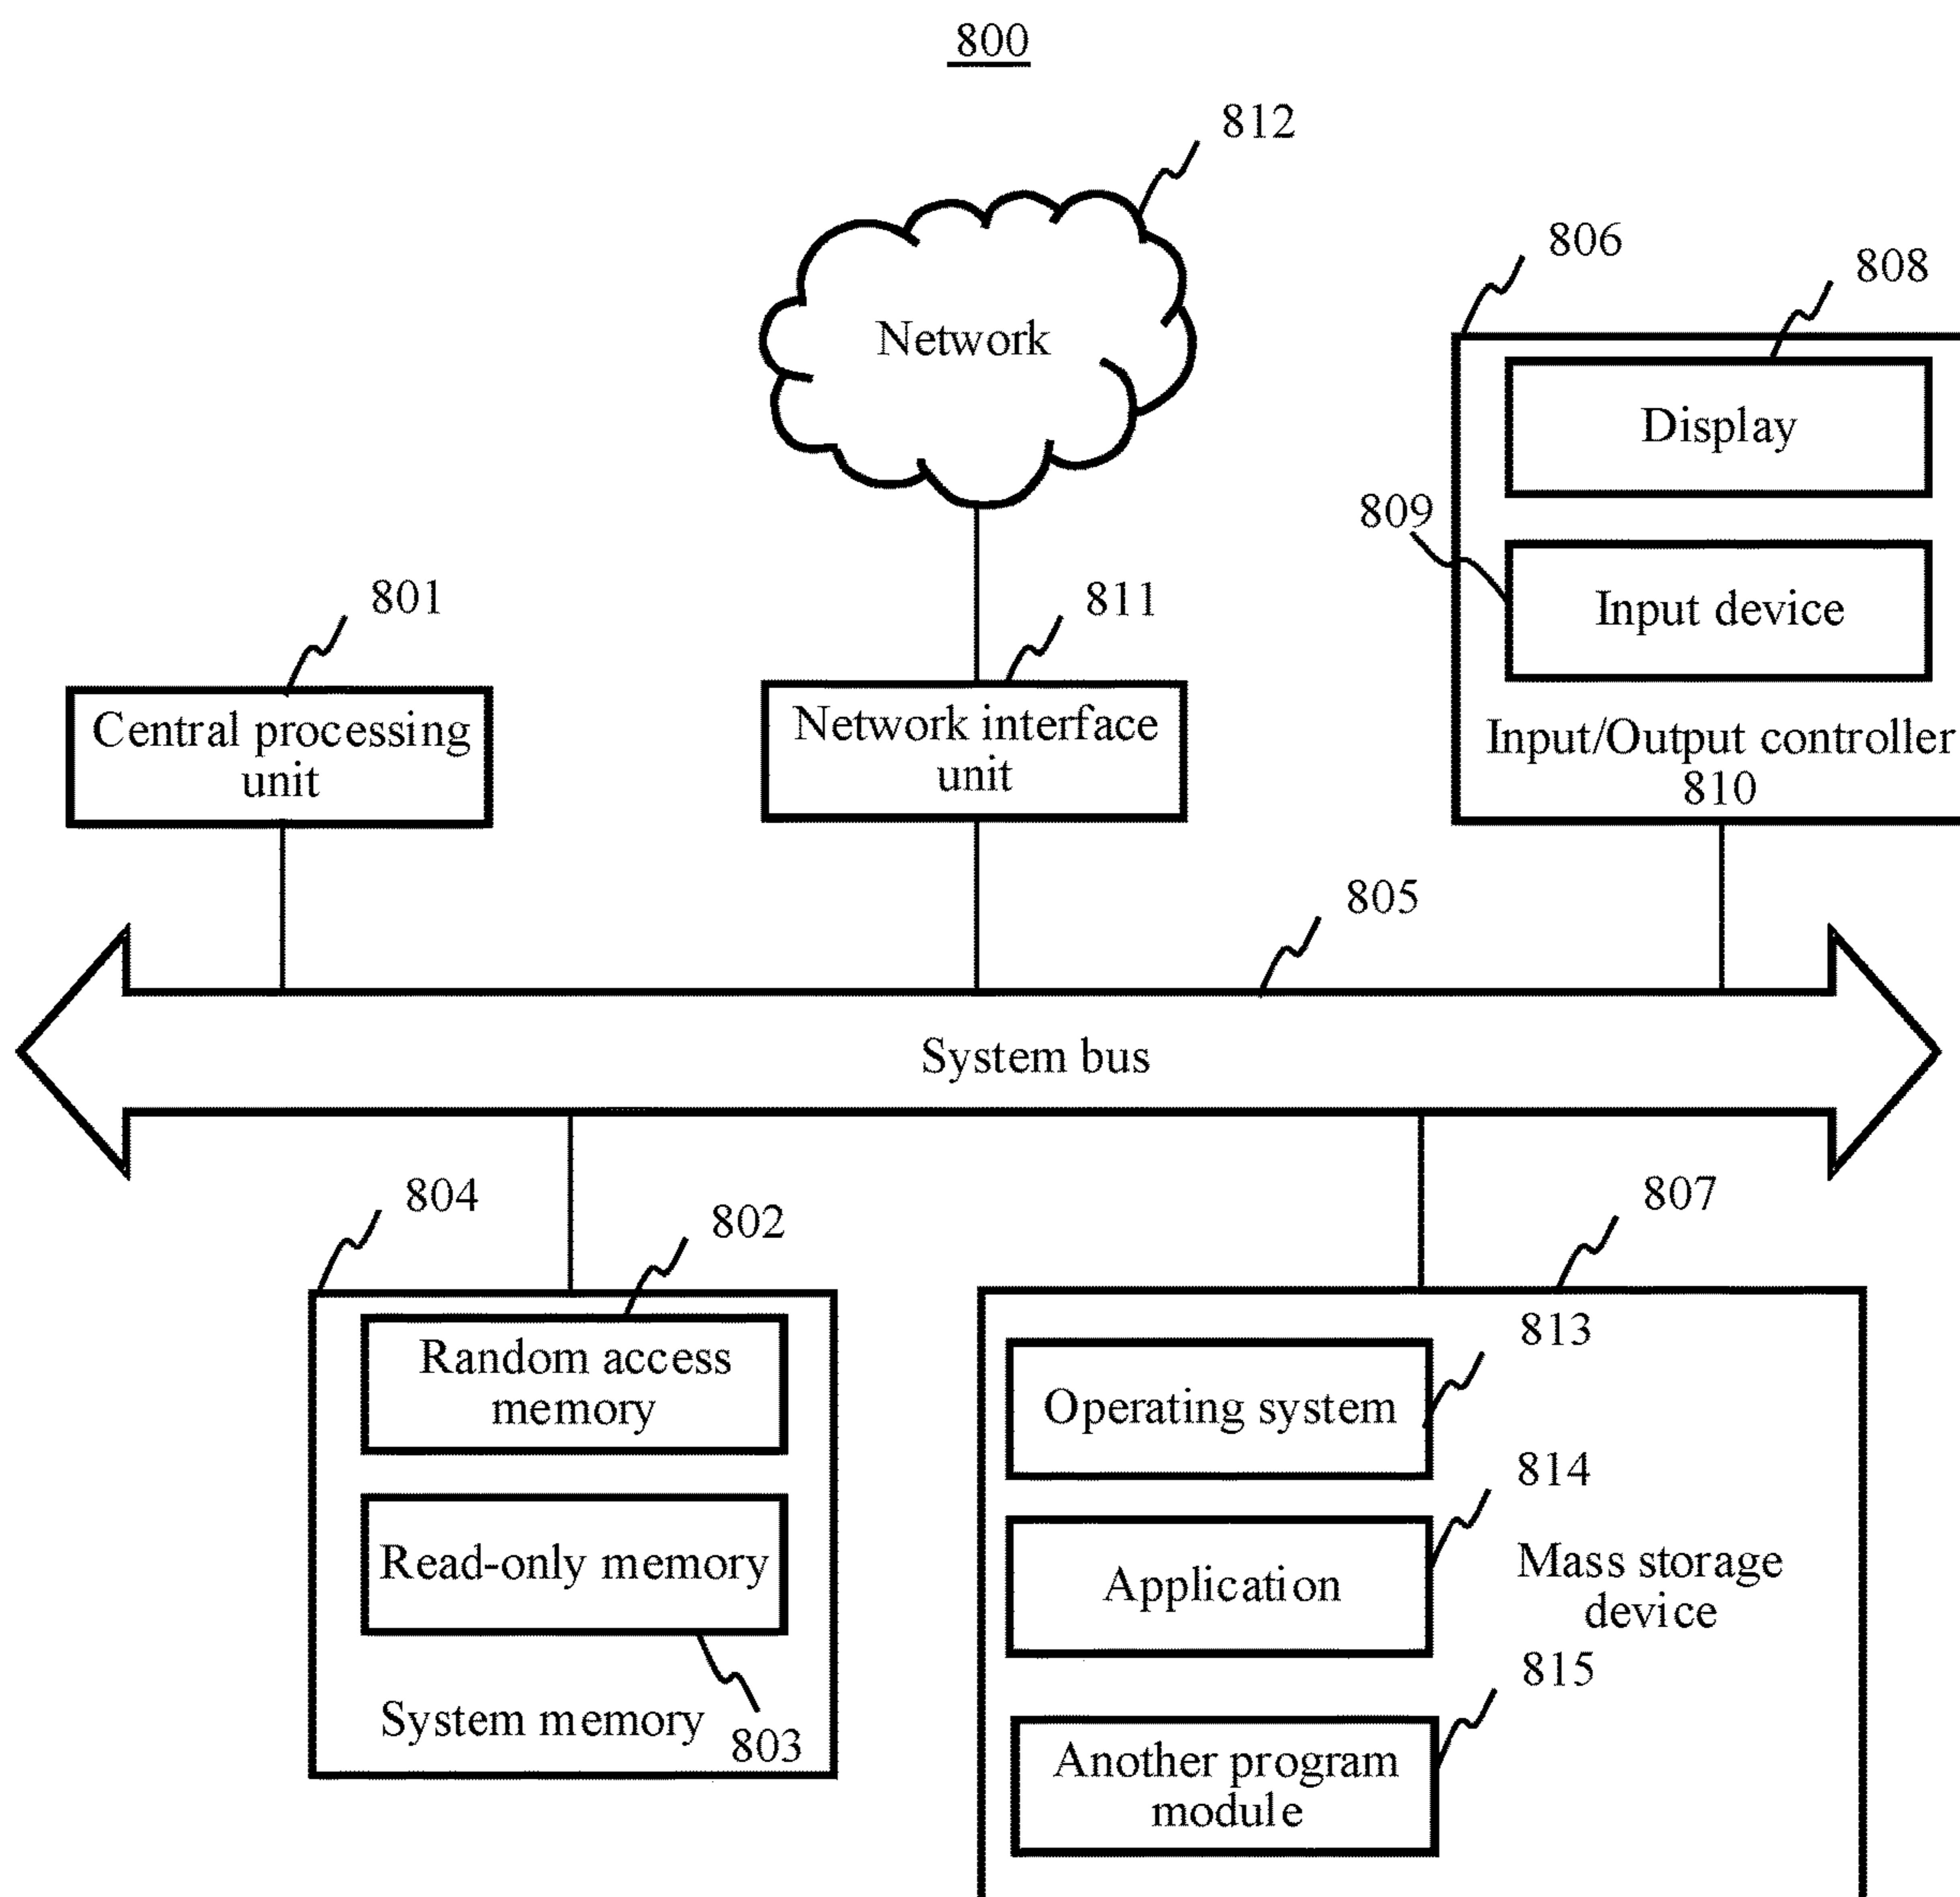 800
812
Network
806
808
Display
809
Input device
Input/Output controller
810
801
Central processing
unit
811
Network interface
unit
805
System bus
804
802
Random access
memory
Read-only memory
System memory
803
807
813
Operating system
814
Application
Mass storage
device
815
Another program
module